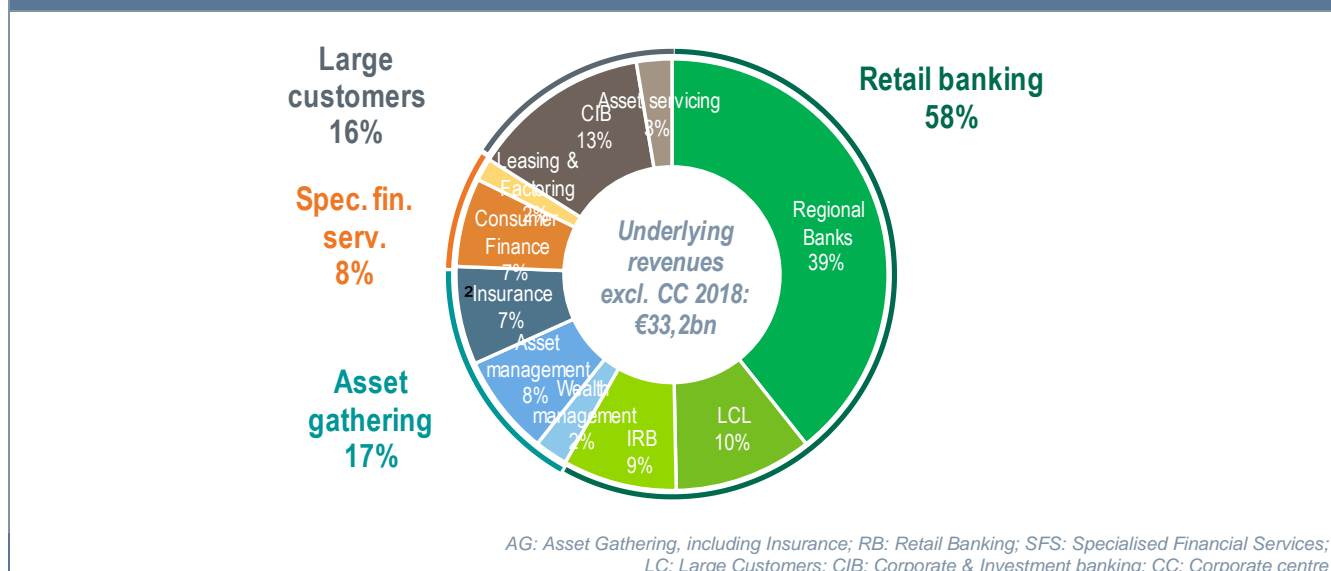 Large
customers
16%
Asset servicing
3%
CIB
13%
Retail banking
58%
Leasing &
Factoring
2%
Spec. fin.
serv.
8%
Consumer
Finance
7%
Regional
Banks
39%
Underlying
revenues
excl. CC 2018:
€33,2bn
2Insurance
7%
Asset
management
8%
Wealth
management
2%
Asset
gathering
17%
LCL
10%
IRB
9%
AG: Asset Gathering, including Insurance; RB: Retail Banking; SFS: Specialised Financial Services;
LC: Large Customers; CIB: Corporate & Investment banking; CC: Corporate centre